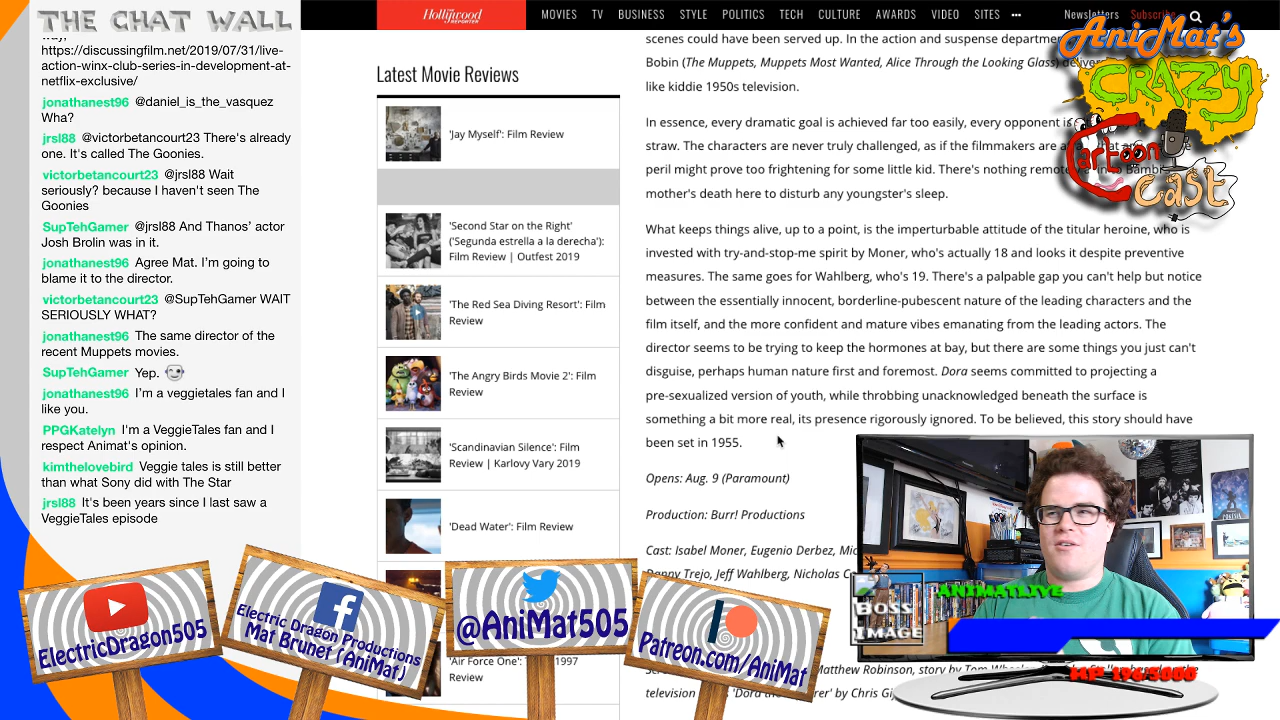 THE CHAT WALL
https://discussingfilm.net/2019/07/31/live-
action-winx-club-series-in-development-at-
netflix-exclusive/
jonathanest96 @daniel_is_the_vasquez
Wha?
jrsl88 @victorbetancourt23 There's already
one. It's called The Goonies.
victorbetancourt23 @jrsl88 Wait
seriously? because I haven't seen The
Goonies
SupTehGamer @jrsl88 And Thanos' actor
Josh Brolin was in it.
jonathanest96 Agree Mat. I'm going to
blame it to the director.
victorbetancourt23 @SupTehGamer WAIT
SERIOUSLY WHAT?
jonathanest96 The same director of the
recent Muppets movies.
SupTehGamer Yep.
jonathanest96 I'm a veggietales fan and I
like you.
PPGKatelyn I'm a VeggieTales fan and I
respect Animat's opinion.
kimthelovebird Veggie tales is still better
than what Sony did with The Star
jrsl88 It's been years since I last saw a
VeggieTales episode
Hollywood
REPORTER
MOVIES TV BUSINESS STYLE POLITICS TECH CULTURE AWARDS VIDEO SITES ••• Newsletters Subscribe
Latest Movie Reviews
'Jay Myself': Film Review
'Second Star on the Right'
('Segunda estrella a la derecha'):
Film Review | Outfest 2019
'The Red Sea Diving Resort': Film
Review
'The Angry Birds Movie 2': Film
Review
'Scandinavian Silence': Film
Review | Karlovy Vary 2019
'Dead Water': Film Review
'Air Force One': 1997
Review
scenes could have been served up. In the action and suspense
Bobin (The Muppets, Muppets Most Wanted, Alice Through the Looking Glass)
like kiddie 1950s television.
In essence, every dramatic goal is achieved far too easily, every opponent is
straw. The characters are never truly challenged, as if the filmmakers are
peril might prove too frightening for some little kid. There's nothing
mother's death here to disturb any youngster's sleep.
What keeps things alive, up to a point, is the imperturbable attitude of the titular heroine, who is
invested with try-and-stop-me spirit by Moner, who's actually 18 and looks it despite preventive
measures. The same goes for Wahlberg, who's 19. There's a palpable gap you can't help but notice
between the essentially innocent, borderline-pubescent nature of the leading characters and the
film itself, and the more confident and mature vibes emanating from the leading actors. The
director seems to be trying to keep the hormones at bay, but there are some things you just can't
disguise, perhaps human nature first and foremost. Dora seems committed to projecting a
pre-sexualized version of youth, while throbbing unacknowledged beneath the surface is
something a bit more real, its presence rigorously ignored. To be believed, this story should have
been set in 1955.
Opens: Aug. 9 (Paramount)
Production: Burr! Productions
Cast: Isabel Moner, Eugenio Derbez,
Danny Trejo, Jeff Wahlberg, Nicholas
Matthew Robinson, story by Tom
television
AniMat's
CRAZY
Cartoon
Cast
BOSS
IMAGE
ANIMATLIVE
HP 196/5000
ElectricDragon505
Electric Dragon Productions
Mat Brunet (AniMat)
@AniMat505
Patreon.com/AniMat